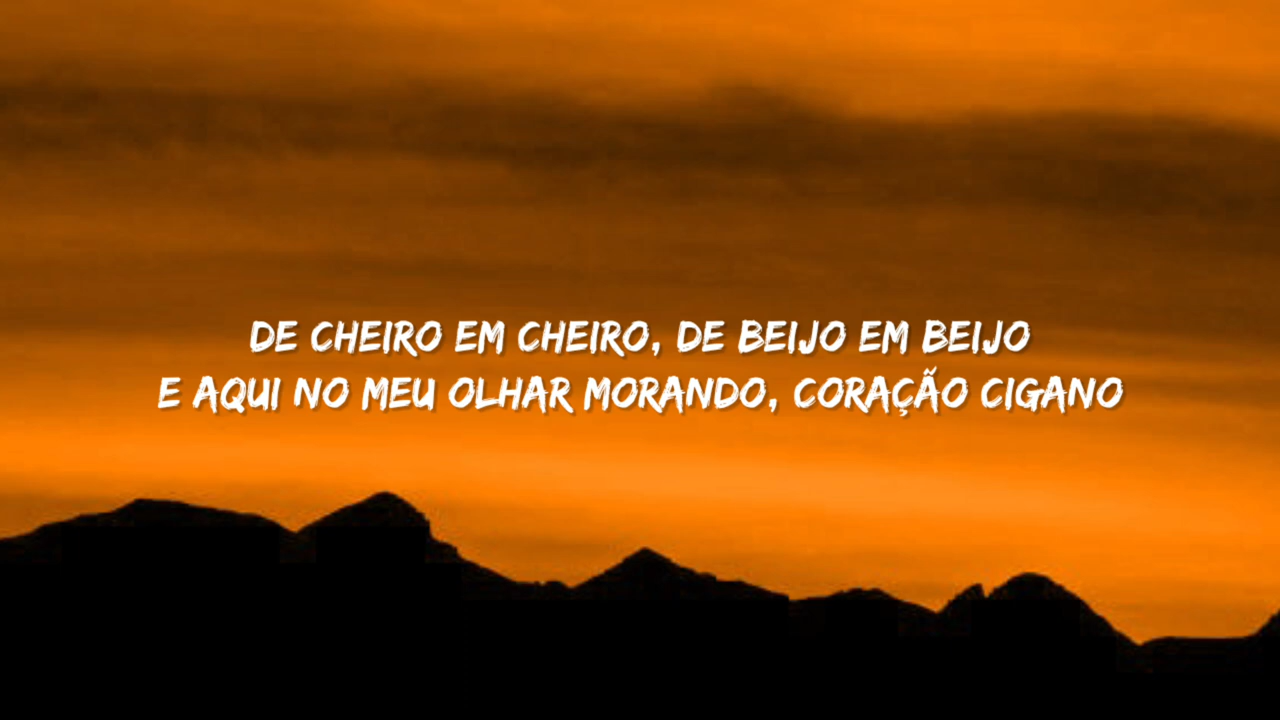 DE CHEIRO EM CHEIRO, DE BEIJO EM BEIJO
E AQUI NO MEU OLHAR MORANDO, CORAÇÃO CIGANO